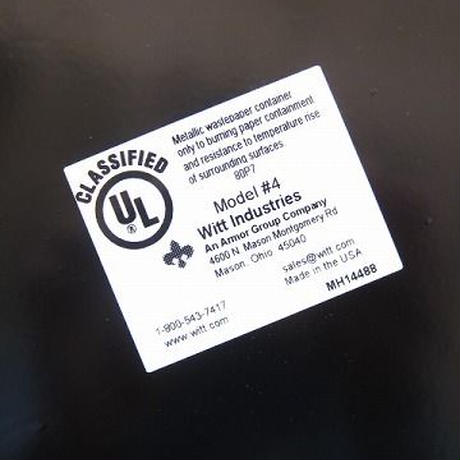 CLASSIFIED
UL
®
Metallic wastepaper container
only to burning paper containment
and resistance to temperature rise
of surrounding surfaces
80P7
Model #4
Witt Industries
An Armor Group Company
4600 N. Mason Montgomery Rd
Mason, Ohio 45040
sales@witt.com
Made in the USA
MH14488
1-800-543-7417
www.witt.com